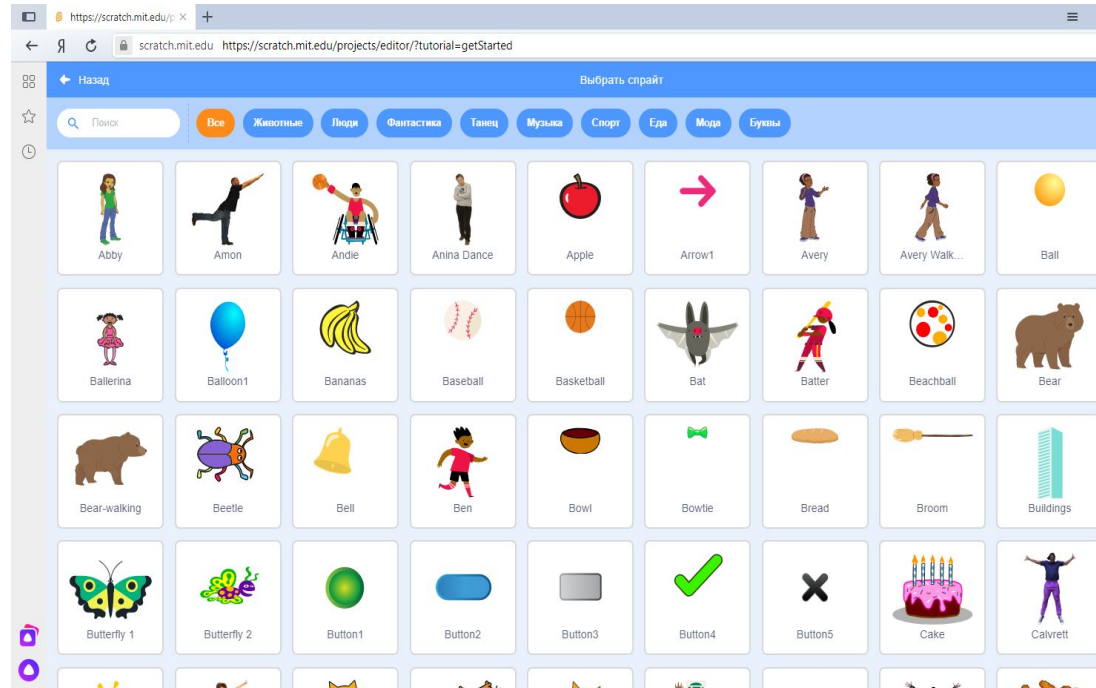 https://scratch.mit.edu/p
Я scratch.mit.edu https://scratch.mit.edu/projects/editor/?tutorial=getStarted
Назад Выбрать спрайт
Поиск Все Животные Люди Фантастика Танец Музыка Спорт Еда Мода Буквы
Abby Amon Andie Anina Dance Apple Arrow1 Avery Avery Walk... Ball
Ballerina Balloon1 Bananas Baseball Basketball Bat Batter Beachball Bear
Bear-walking Beetle Bell Ben Bowl Bowtie Bread Broom Buildings
Butterfly 1 Butterfly 2 Button1 Button2 Button3 Button4 Button5 Cake Calvrett